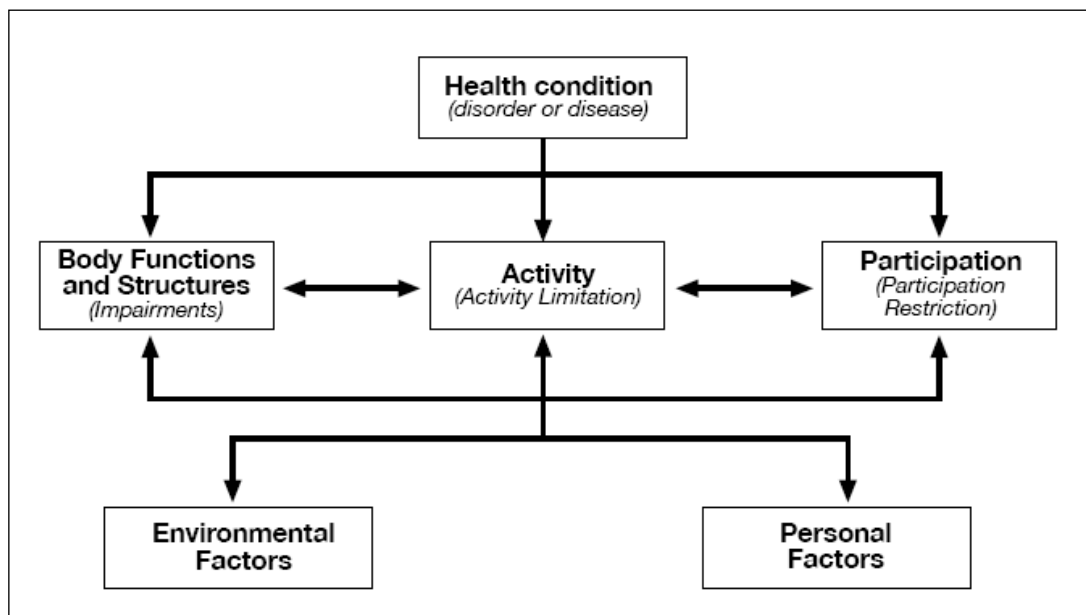 Health condition
(disorder or disease)
Body Functions
and Structures
(Impairments)
Activity
(Activity Limitation)
Participation
(Participation
Restriction)
Environmental
Factors
Personal
Factors